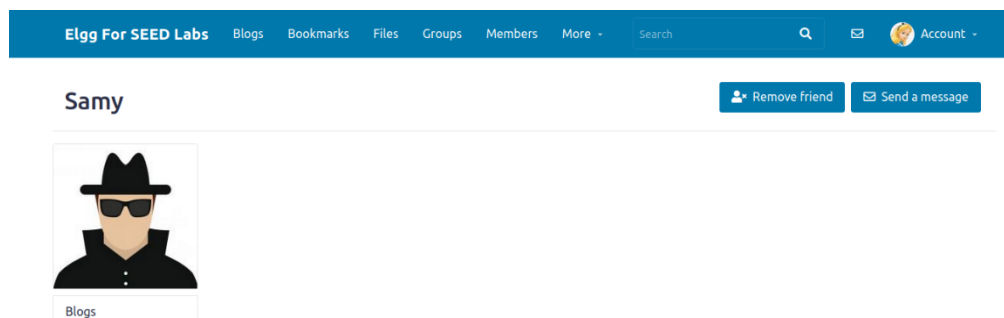 Elgg For SEED Labs Blogs Bookmarks Files Groups Members More Search Account
Samy Remove friend Send a message
Blogs